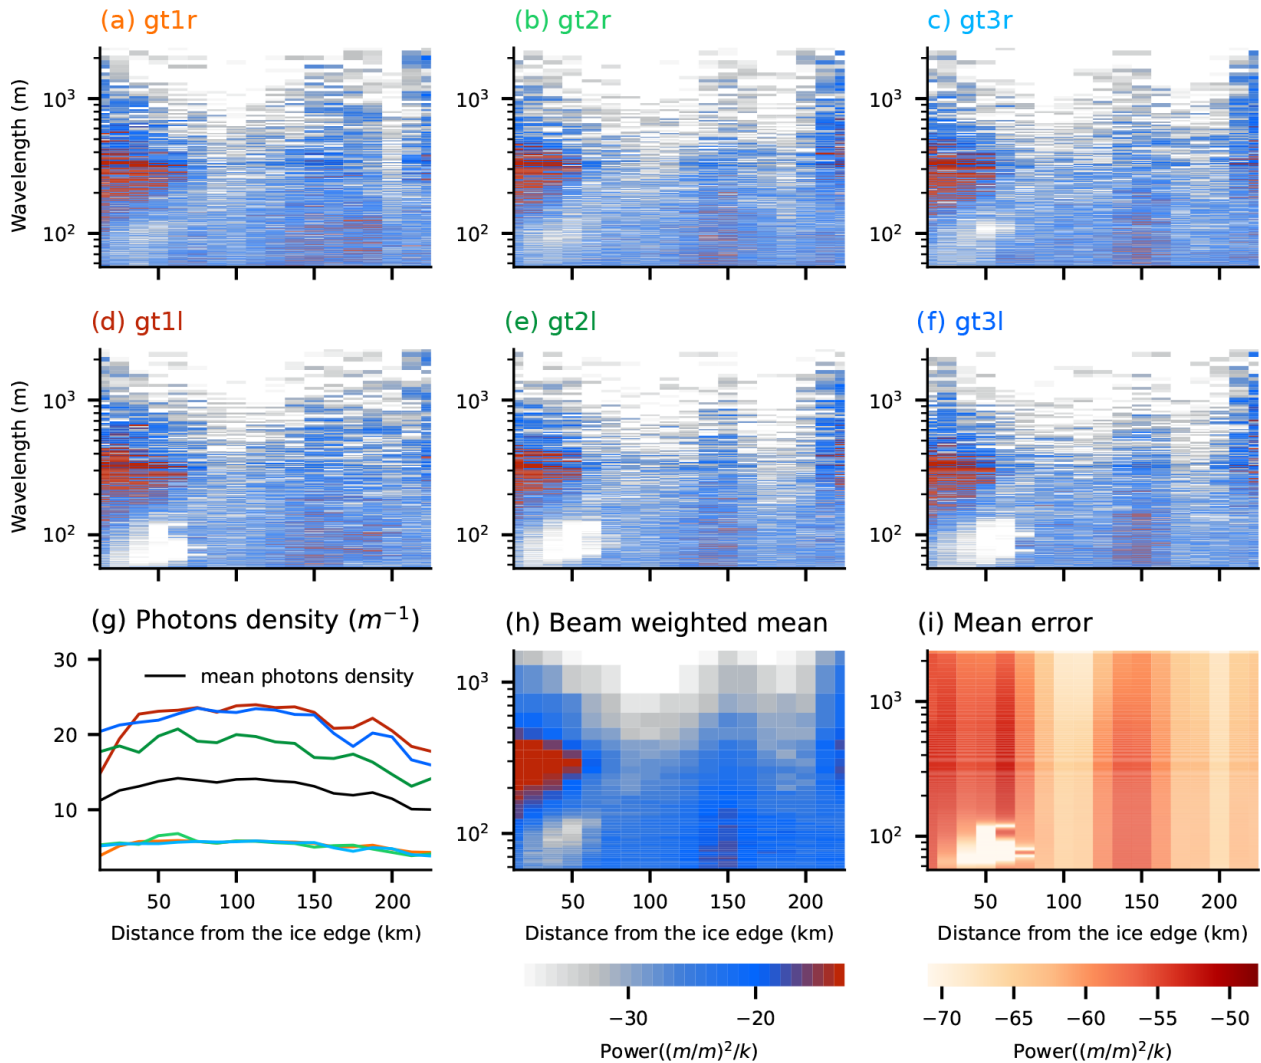 (a) gt1r
(b) gt2r
(c) gt3r
Wavelength (m)
10³
10²
10³
10²
10³
10²
(d) gt1l
(e) gt2l
(f) gt3l
Wavelength (m)
10³
10²
10³
10²
10³
10²
(g) Photons density (m⁻¹)
(h) Beam weighted mean
(i) Mean error
30
20
10
mean photons density
10³
10²
10³
10²
50 100 150 200
50 100 150 200
50 100 150 200
Distance from the ice edge (km)
Distance from the ice edge (km)
Distance from the ice edge (km)
−30 −20
−70 −65 −60 −55 −50
Power((m/m)²/k)
Power((m/m)²/k)